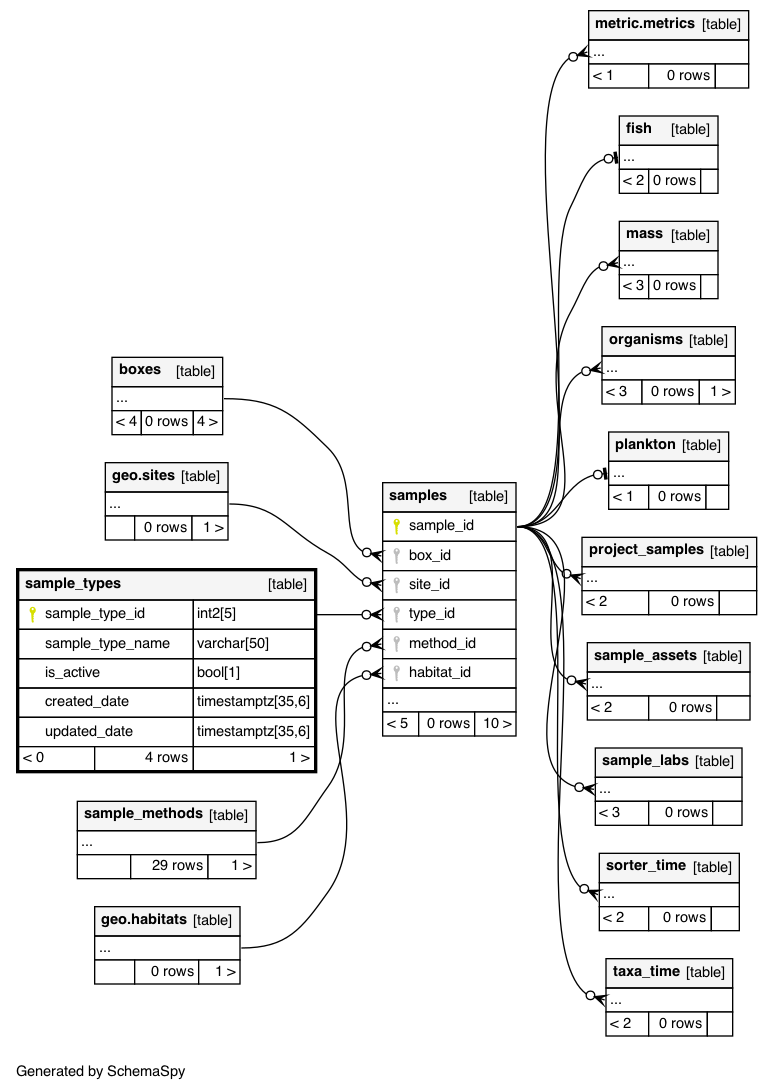 metric.metrics [table]
...
< 1 0 rows
fish [table]
...
< 2 0 rows
mass [table]
...
< 3 0 rows
organisms [table]
...
< 3 0 rows 1 >
boxes [table]
...
< 4 0 rows 4 >
plankton [table]
...
< 1 0 rows
geo.sites [table]
...
0 rows 1 >
samples [table]
sample_id
box_id
site_id
type_id
method_id
habitat_id
...
< 5 0 rows 10 >
project_samples [table]
...
< 2 0 rows
sample_types [table]
sample_type_id int2[5]
sample_type_name varchar[50]
is_active bool[1]
created_date timestamptz[35,6]
updated_date timestamptz[35,6]
< 0 4 rows 1 >
sample_assets [table]
...
< 2 0 rows
sample_labs [table]
...
< 3 0 rows
sample_methods [table]
...
29 rows 1 >
sorter_time [table]
...
< 2 0 rows
geo.habitats [table]
...
0 rows 1 >
taxa_time [table]
...
< 2 0 rows
Generated by SchemaSpy